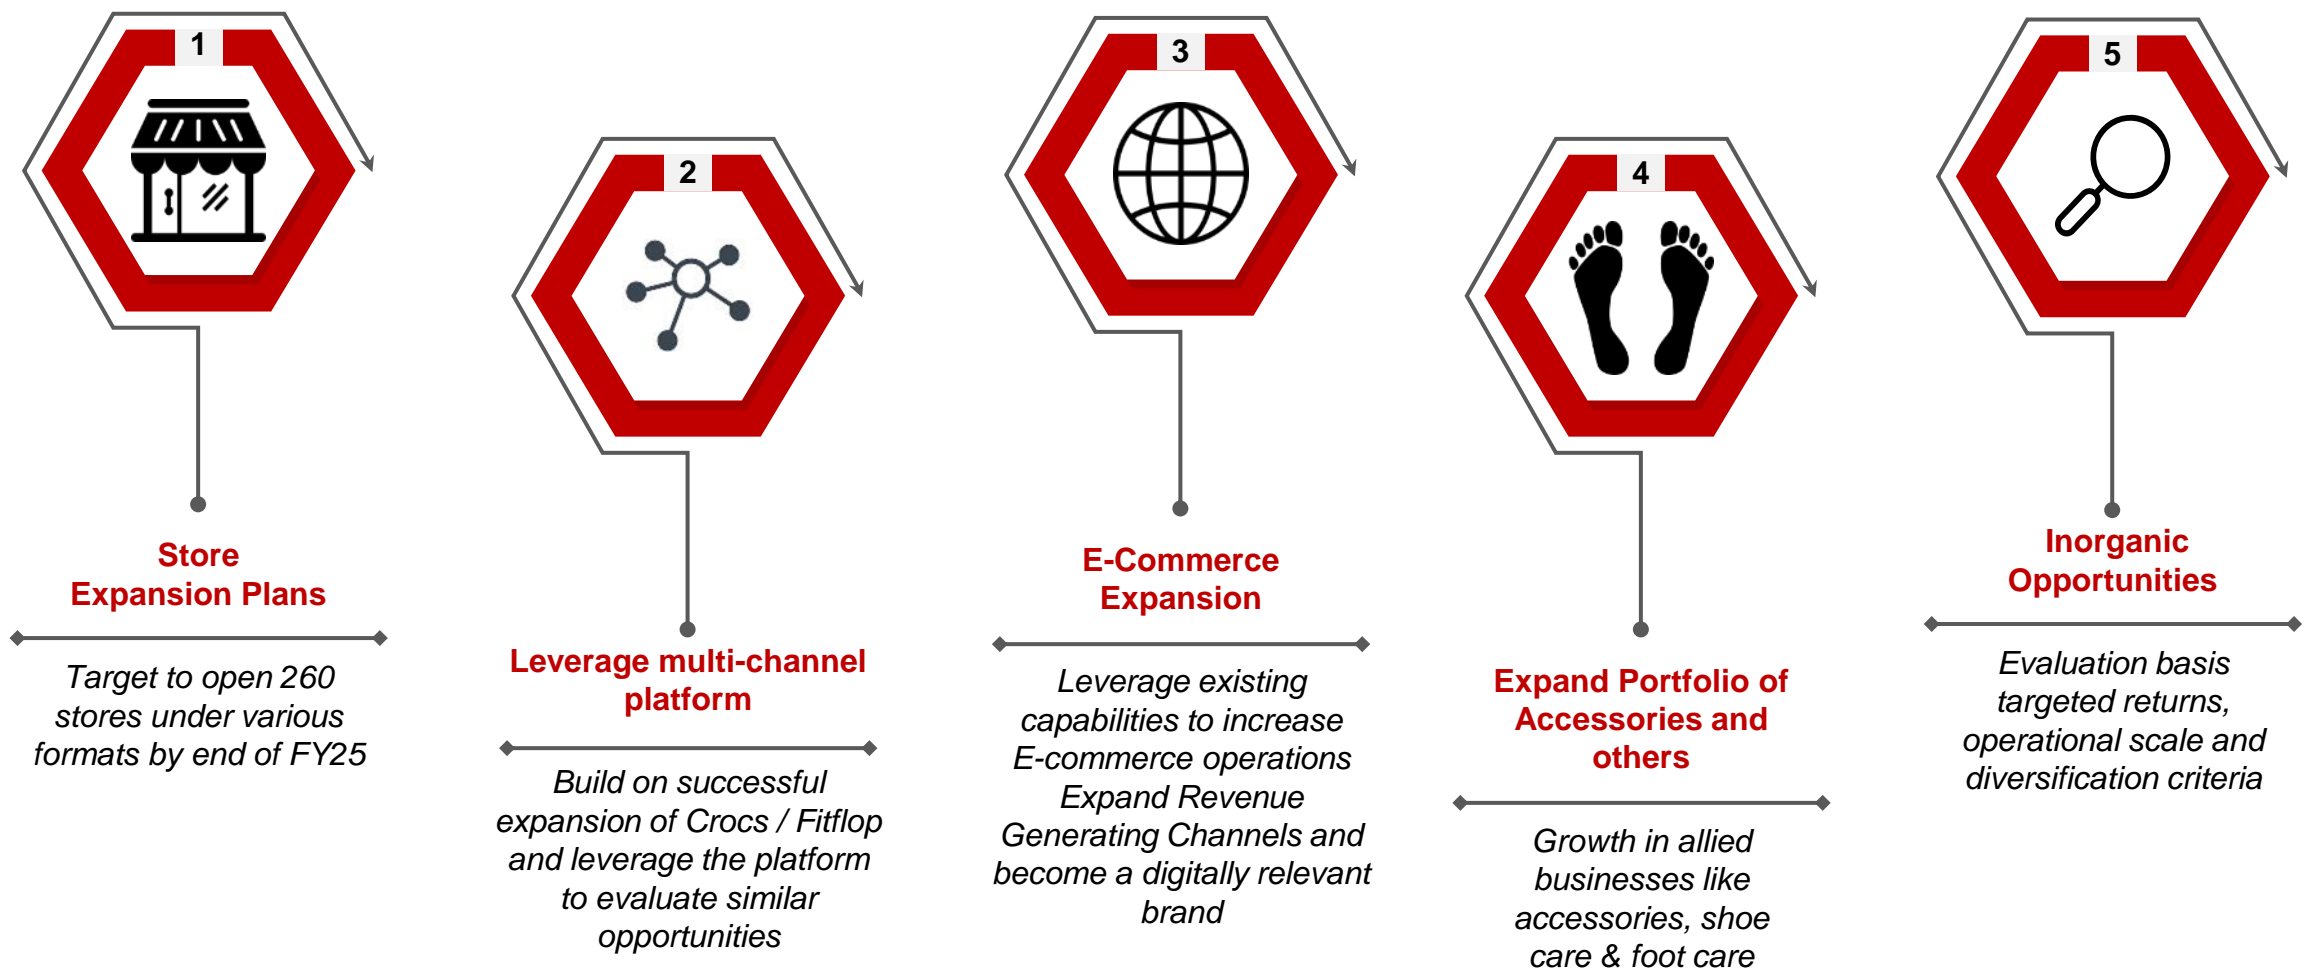 1
Store
Expansion Plans
Target to open 260
stores under various
formats by end of FY25
2
Leverage multi-channel
platform
Build on successful
expansion of Crocs / Fitflop
and leverage the platform
to evaluate similar
opportunities
3
E-Commerce
Expansion
Leverage existing
capabilities to increase
E-commerce operations
Expand Revenue
Generating Channels and
become a digitally relevant
brand
4
Expand Portfolio of
Accessories and
others
Growth in allied
businesses like
accessories, shoe
care & foot care
5
Inorganic
Opportunities
Evaluation basis
targeted returns,
operational scale and
diversification criteria